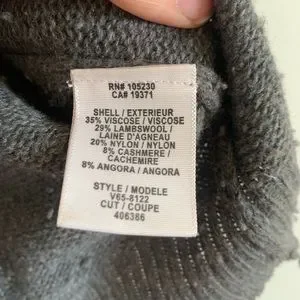 RN# 105230
CA# 19371
SHELL / EXTERIEUR
35% VISCOSE / VISCOSE
29% LAMBSWOOL /
LAINE D'AGNEAU
20% NYLON / NYLON
8% CASHMERE /
CACHEMIRE
8% ANGORA / ANGORA
STYLE / MODELE
V65-8122
CUT / COUPE
406386